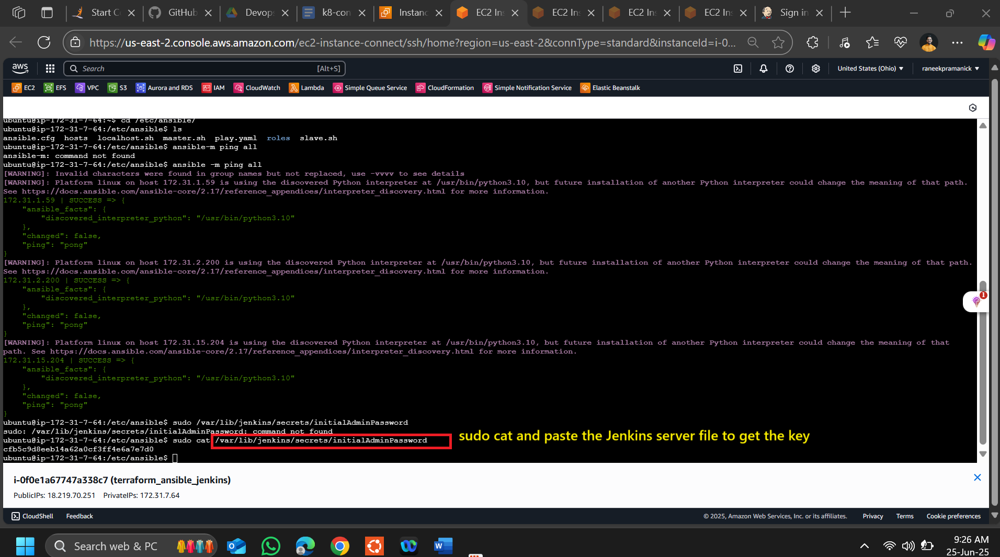 Start C
GitHub
Devops
k8-con
Instanc
EC2 Ins
EC2 Ins
EC2 Ins
EC2 Ins
Sign in
https://us-east-2.console.aws.amazon.com/ec2-instance-connect/ssh/home?region=us-east-2&connType=standard&instanceId=i-0...
aws
Search
[Alt+S]
United States (Ohio)
raneekpramanick
EC2
EFS
VPC
S3
Aurora and RDS
IAM
CloudWatch
Lambda
Simple Queue Service
CloudFormation
Simple Notification Service
Elastic Beanstalk
ubuntu@ip-172-31-7-64:~$ cd /etc/ansible/
ubuntu@ip-172-31-7-64:/etc/ansible$ ls
ansible.cfg  hosts  localhost.sh  master.sh  play.yaml  roles  slave.sh
ubuntu@ip-172-31-7-64:/etc/ansible$ ansible-m ping all
ansible-m: command not found
ubuntu@ip-172-31-7-64:/etc/ansible$ ansible -m ping all
[WARNING]: Invalid characters were found in group names but not replaced, use -vvvv to see details
[WARNING]: Platform linux on host 172.31.1.59 is using the discovered Python interpreter at /usr/bin/python3.10, but future installation of another Python interpreter could change the meaning of that path.
See https://docs.ansible.com/ansible-core/2.17/reference_appendices/interpreter_discovery.html for more information.
172.31.1.59 | SUCCESS => {
    "ansible_facts": {
        "discovered_interpreter_python": "/usr/bin/python3.10"
    },
    "changed": false,
    "ping": "pong"
}
[WARNING]: Platform linux on host 172.31.2.200 is using the discovered Python interpreter at /usr/bin/python3.10, but future installation of another Python interpreter could change the meaning of that path.
See https://docs.ansible.com/ansible-core/2.17/reference_appendices/interpreter_discovery.html for more information.
172.31.2.200 | SUCCESS => {
    "ansible_facts": {
        "discovered_interpreter_python": "/usr/bin/python3.10"
    },
    "changed": false,
    "ping": "pong"
}
[WARNING]: Platform linux on host 172.31.15.204 is using the discovered Python interpreter at /usr/bin/python3.10, but future installation of another Python interpreter could change the meaning of that
path. See https://docs.ansible.com/ansible-core/2.17/reference_appendices/interpreter_discovery.html for more information.
172.31.15.204 | SUCCESS => {
    "ansible_facts": {
        "discovered_interpreter_python": "/usr/bin/python3.10"
    },
    "changed": false,
    "ping": "pong"
}
ubuntu@ip-172-31-7-64:/etc/ansible$ sudo /var/lib/jenkins/secrets/initialAdminPassword
sudo: /var/lib/jenkins/secrets/initialAdminPassword: command not found
ubuntu@ip-172-31-7-64:/etc/ansible$ sudo cat /var/lib/jenkins/secrets/initialAdminPassword
sudo cat and paste the Jenkins server file to get the key
cfb5c9d8eeb14a62a0cf3ff4e6a7e7d0
ubuntu@ip-172-31-7-64:/etc/ansible$
1
i-0f0e1a67747a338c7 (terraform_ansible_jenkins)
PublicIPs: 18.219.70.251 PrivateIPs: 172.31.7.64
CloudShell
Feedback
© 2025, Amazon Web Services, Inc. or its affiliates.
Privacy
Terms
Cookie preferences
Search web & PC
9:26 AM
25-Jun-25